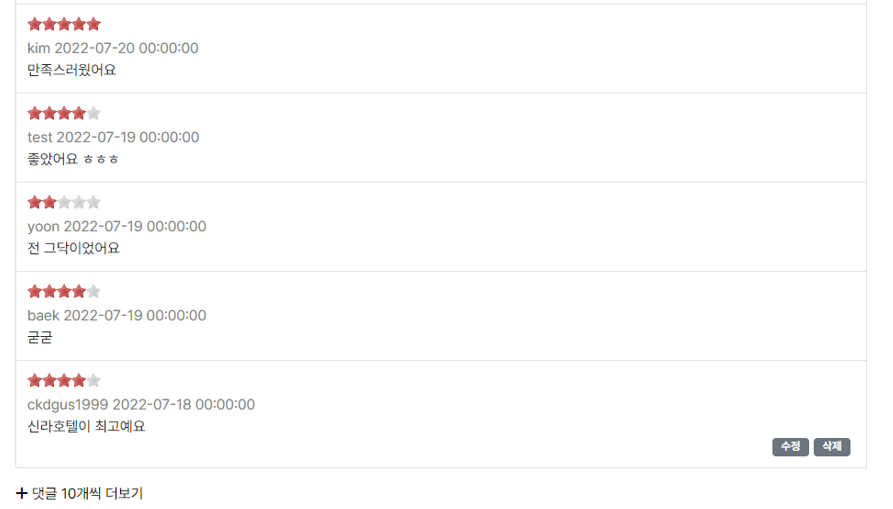 kim 2022-07-20 00:00:00
만족스러웠어요
test 2022-07-19 00:00:00
좋았어요 ㅎㅎㅎ
yoon 2022-07-19 00:00:00
전 그닥이었어요
baek 2022-07-19 00:00:00
굳굳
ckdgus1999 2022-07-18 00:00:00
신라호텔이 최고예요
수정 삭제
+ 댓글 10개씩 더보기